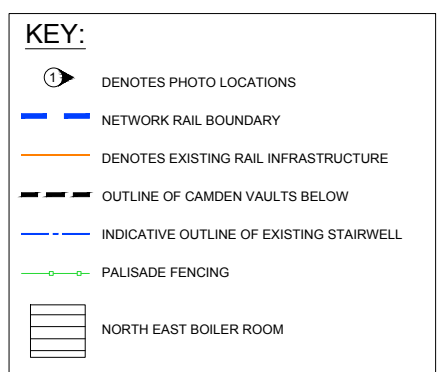 KEY:
1
DENOTES PHOTO LOCATIONS
NETWORK RAIL BOUNDARY
DENOTES EXISTING RAIL INFRASTRUCTURE
OUTLINE OF CAMDEN VAULTS BELOW
INDICATIVE OUTLINE OF EXISTING STAIRWELL
PALISADE FENCING
NORTH EAST BOILER ROOM